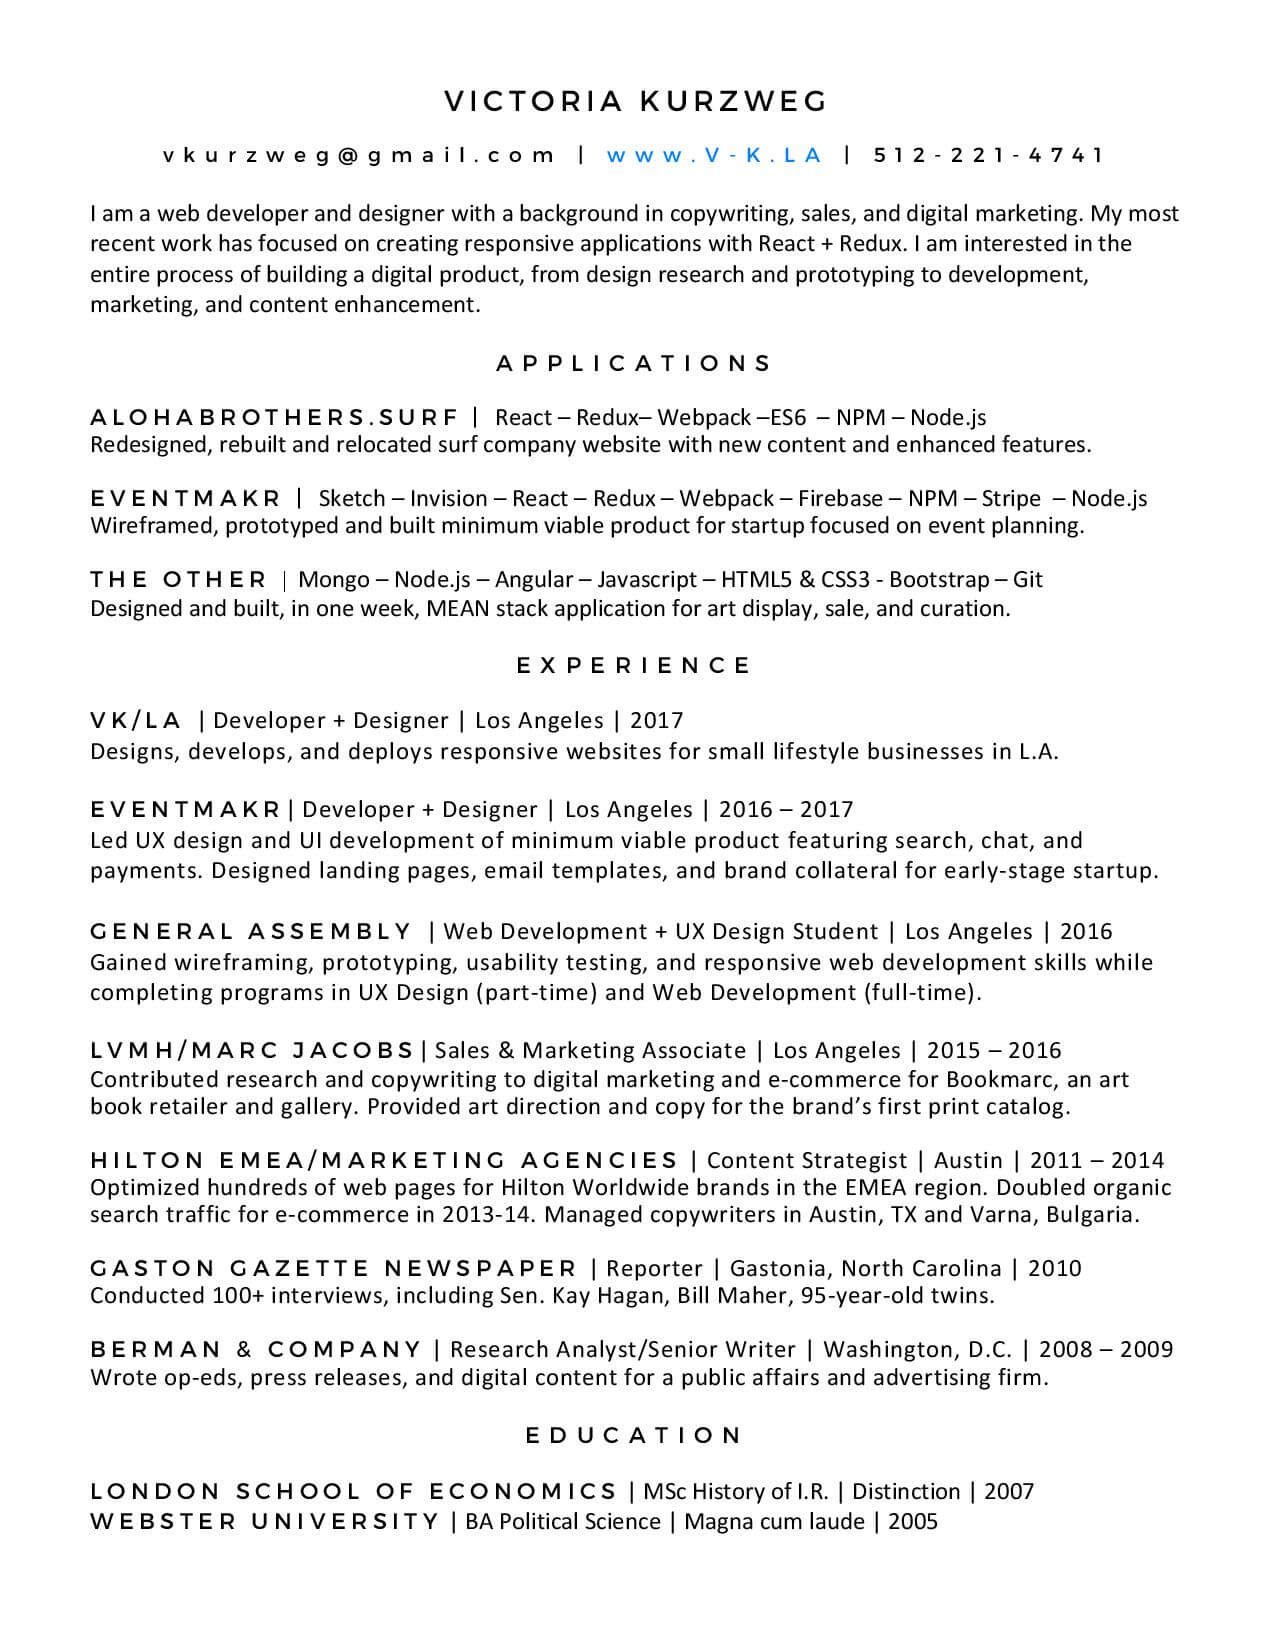 VICTORIA KURZWEG
vkurzweg@gmail.com | www.V-K.LA | 512-221-4741
I am a web developer and designer with a background in copywriting, sales, and digital marketing. My most
recent work has focused on creating responsive applications with React + Redux. I am interested in the
entire process of building a digital product, from design research and prototyping to development,
marketing, and content enhancement.
APPLICATIONS
ALOHABROTHERS.SURF | React – Redux– Webpack –ES6 – NPM – Node.js
Redesigned, rebuilt and relocated surf company website with new content and enhanced features.
EVENTMAKR | Sketch – Invision – React – Redux – Webpack – Firebase – NPM – Stripe – Node.js
Wireframed, prototyped and built minimum viable product for startup focused on event planning.
THE OTHER | Mongo – Node.js – Angular – Javascript – HTML5 & CSS3 - Bootstrap – Git
Designed and built, in one week, MEAN stack application for art display, sale, and curation.
EXPERIENCE
VK/LA | Developer + Designer | Los Angeles | 2017
Designs, develops, and deploys responsive websites for small lifestyle businesses in L.A.
EVENTMAKR | Developer + Designer | Los Angeles | 2016 – 2017
Led UX design and UI development of minimum viable product featuring search, chat, and
payments. Designed landing pages, email templates, and brand collateral for early-stage startup.
GENERAL ASSEMBLY | Web Development + UX Design Student | Los Angeles | 2016
Gained wireframing, prototyping, usability testing, and responsive web development skills while
completing programs in UX Design (part-time) and Web Development (full-time).
LVMH/MARC JACOBS | Sales & Marketing Associate | Los Angeles | 2015 – 2016
Contributed research and copywriting to digital marketing and e-commerce for Bookmarc, an art
book retailer and gallery. Provided art direction and copy for the brand’s first print catalog.
HILTON EMEA/MARKETING AGENCIES | Content Strategist | Austin | 2011 – 2014
Optimized hundreds of web pages for Hilton Worldwide brands in the EMEA region. Doubled organic
search traffic for e-commerce in 2013-14. Managed copywriters in Austin, TX and Varna, Bulgaria.
GASTON GAZETTE NEWSPAPER | Reporter | Gastonia, North Carolina | 2010
Conducted 100+ interviews, including Sen. Kay Hagan, Bill Maher, 95-year-old twins.
BERMAN & COMPANY | Research Analyst/Senior Writer | Washington, D.C. | 2008 – 2009
Wrote op-eds, press releases, and digital content for a public affairs and advertising firm.
EDUCATION
LONDON SCHOOL OF ECONOMICS | MSc History of I.R. | Distinction | 2007
WEBSTER UNIVERSITY | BA Political Science | Magna cum laude | 2005